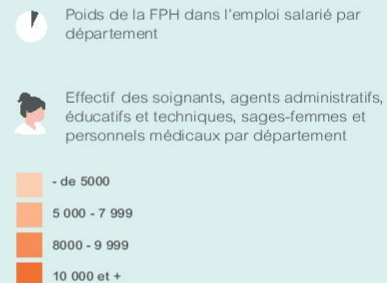 Poids de la FPH dans l'emploi salarié par
département
Effectif des soignants, agents administratifs,
éducatifs et techniques, sages-femmes et
personnels médicaux par département
- de 5000
5 000 - 7 999
8000 - 9 999
10 000 et +